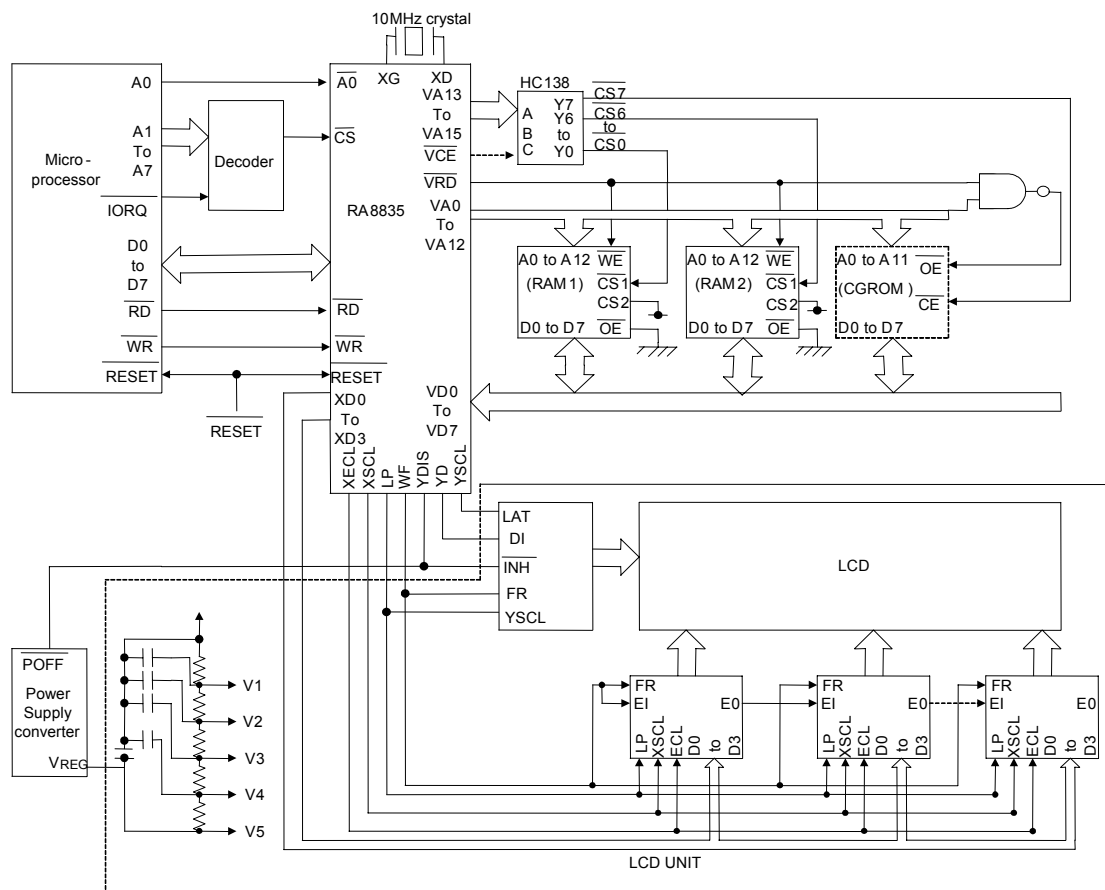 10MHz crystal
A0
A1
To
A7
Micro-
processor
IORQ
D0
to
D7
RD
WR
RESET
Decoder
RESET
XG
XD
A0
CS
RA8835
RD
WR
RESET
XD0
To
XD3
VA13
To
VA15
VCE
VRD
VA0
To
VA12
VD0
To
VD7
XECL
XSCL
LP
WF
YDIS
YD
YSCL
HC138
A
B
C
Y7
Y6
to
Y0
CS7
CS6
to
CS0
A0 to A12
WE
(RAM1)
CS1
CS2
D0 to D7
OE
A0 to A12
WE
(RAM2)
CS1
CS2
D0 to D7
OE
A0 to A11
OE
(CGROM)
CE
D0 to D7
LAT
DI
INH
FR
YSCL
LCD
POFF
Power
Supply
converter
VREG
V1
V2
V3
V4
V5
FR
EI
E0
LP
XSCL
ECL
D0
to
D3
FR
EI
E0
LP
XSCL
ECL
D0
to
D3
FR
EI
E0
LP
XSCL
ECL
D0
to
D3
LCD UNIT